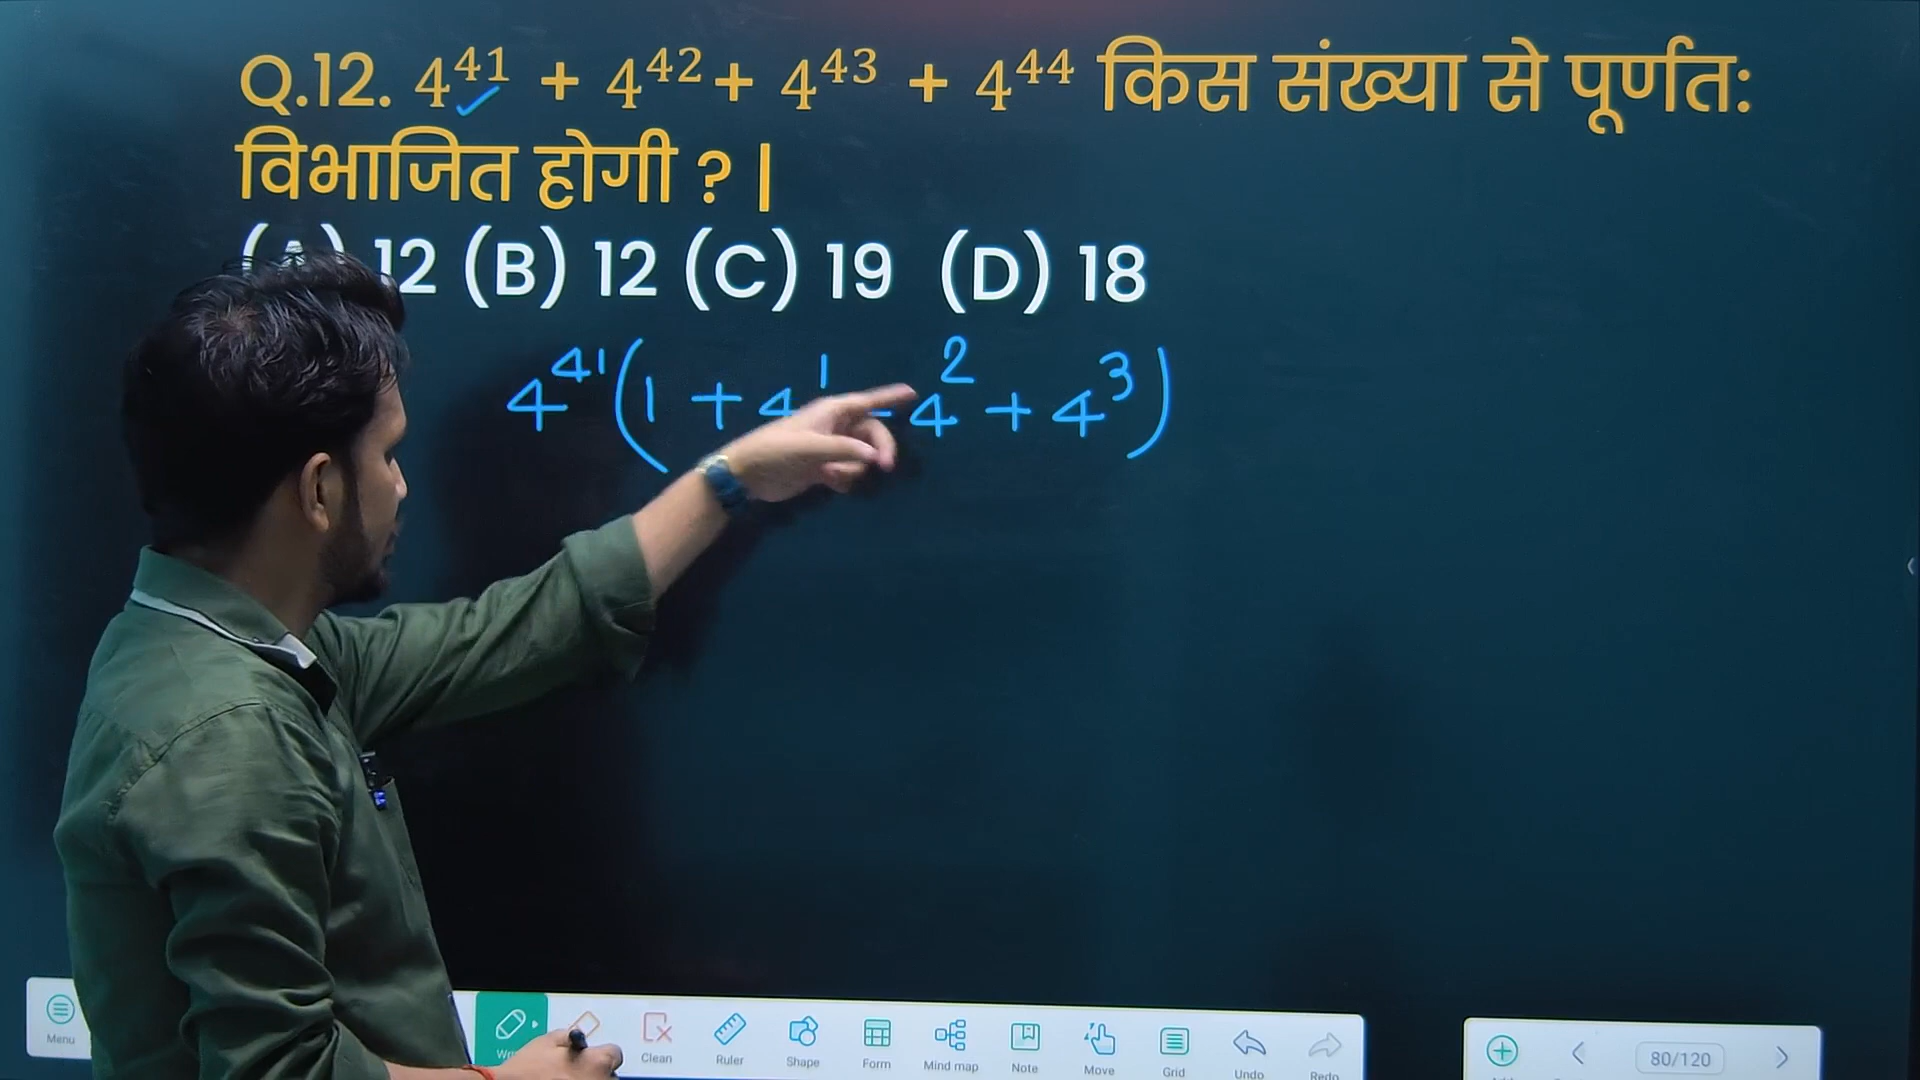 Q.12. 4⁴¹ + 4⁴² + 4⁴³ + 4⁴⁴ किस संख्या से पूर्णत:
विभाजित होगी ? |
(A) 12 (B) 12 (C) 19 (D) 18
4⁴¹(1 + 4¹ + 4² + 4³)
Menu Clean Ruler Shape Form Mind map Note Move Grid Undo Redo 80/120